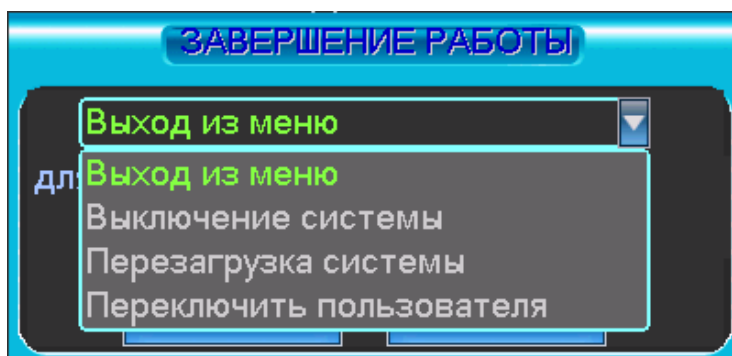 ЗАВЕРШЕНИЕ РАБОТЫ
Выход из меню
Выход из меню
Выключение системы
Перезагрузка системы
Переключить пользователя